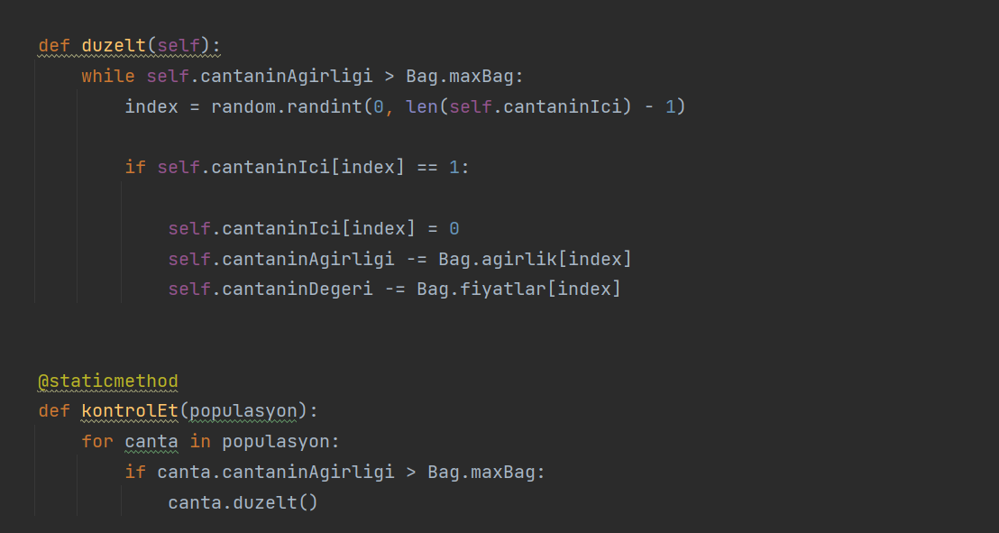 def duzelt(self):
while self.cantaninAgirligi > Bag.maxBag:
index = random.randint(0, len(self.cantaninIci) - 1)
if self.cantaninIci[index] == 1:
self.cantaninIci[index] = 0
self.cantaninAgirligi -= Bag.agirlik[index]
self.cantaninDegeri -= Bag.fiyatlar[index]
@staticmethod
def kontrolEt(populasyon):
for canta in populasyon:
if canta.cantaninAgirligi > Bag.maxBag:
canta.duzelt()